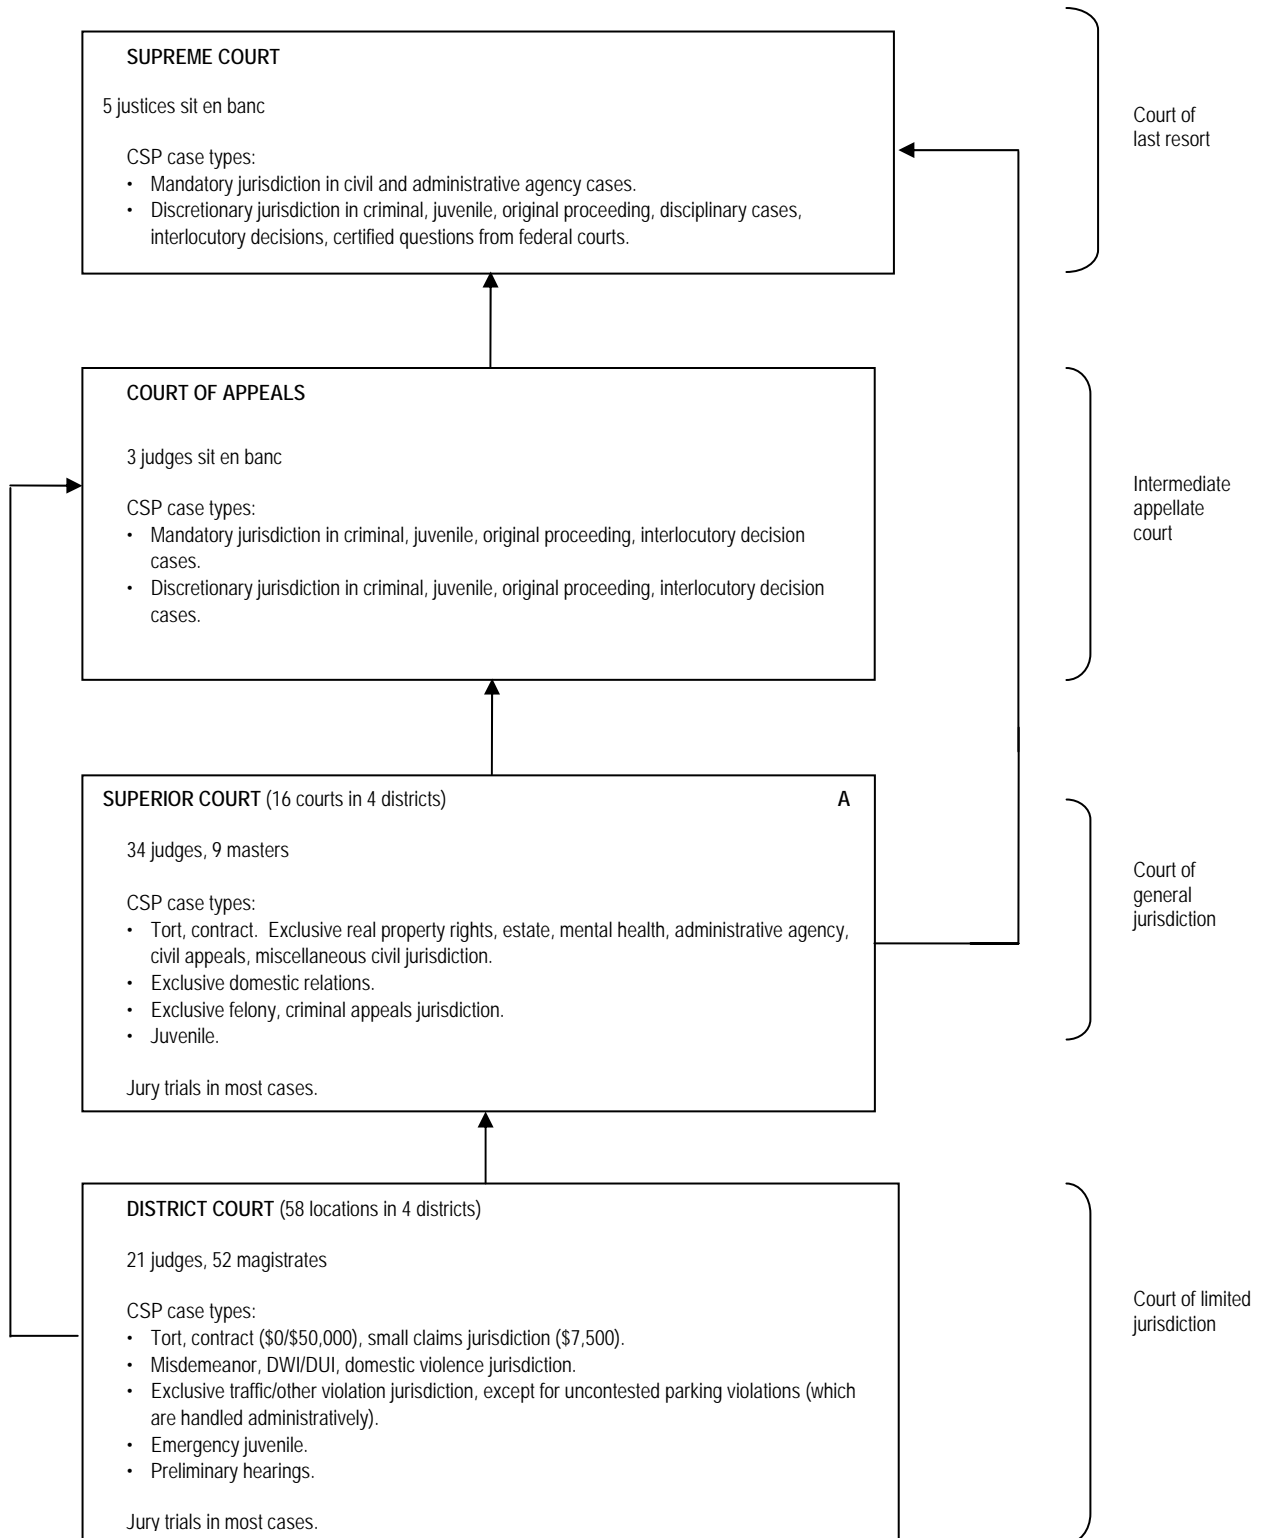 SUPREME COURT
5 justices sit en banc
CSP case types:
• Mandatory jurisdiction in civil and administrative agency cases.
• Discretionary jurisdiction in criminal, juvenile, original proceeding, disciplinary cases,
interlocutory decisions, certified questions from federal courts.
Court of
last resort
COURT OF APPEALS
3 judges sit en banc
CSP case types:
• Mandatory jurisdiction in criminal, juvenile, original proceeding, interlocutory decision
cases.
• Discretionary jurisdiction in criminal, juvenile, original proceeding, interlocutory decision
cases.
Intermediate
appellate
court
SUPERIOR COURT (16 courts in 4 districts) A
34 judges, 9 masters
CSP case types:
• Tort, contract. Exclusive real property rights, estate, mental health, administrative agency,
civil appeals, miscellaneous civil jurisdiction.
• Exclusive domestic relations.
• Exclusive felony, criminal appeals jurisdiction.
• Juvenile.
Jury trials in most cases.
Court of
general
jurisdiction
DISTRICT COURT (58 locations in 4 districts)
21 judges, 52 magistrates
CSP case types:
• Tort, contract ($0/$50,000), small claims jurisdiction ($7,500).
• Misdemeanor, DWI/DUI, domestic violence jurisdiction.
• Exclusive traffic/other violation jurisdiction, except for uncontested parking violations (which
are handled administratively).
• Emergency juvenile.
• Preliminary hearings.
Jury trials in most cases.
Court of limited
jurisdiction